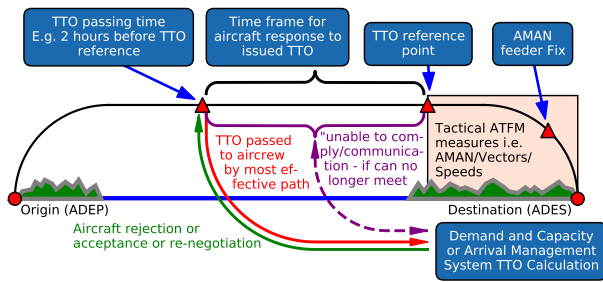 TTO passing time
E.g. 2 hours before TTO
reference
Time frame for
aircraft response to
issued TTO
TTO reference
point
AMAN
feeder Fix
TTO passed
to aircrew
by most ef-
fective path
"unable to com-
ply/communica-
tion - if can no
longer meet
Tactical ATFM
measures i.e.
AMAN/Vectors/
Speeds
Origin (ADEP)
Destination (ADES)
Aircraft rejection or
acceptance or re-negotiation
Demand and Capacity
or Arrival Management
System TTO Calculation